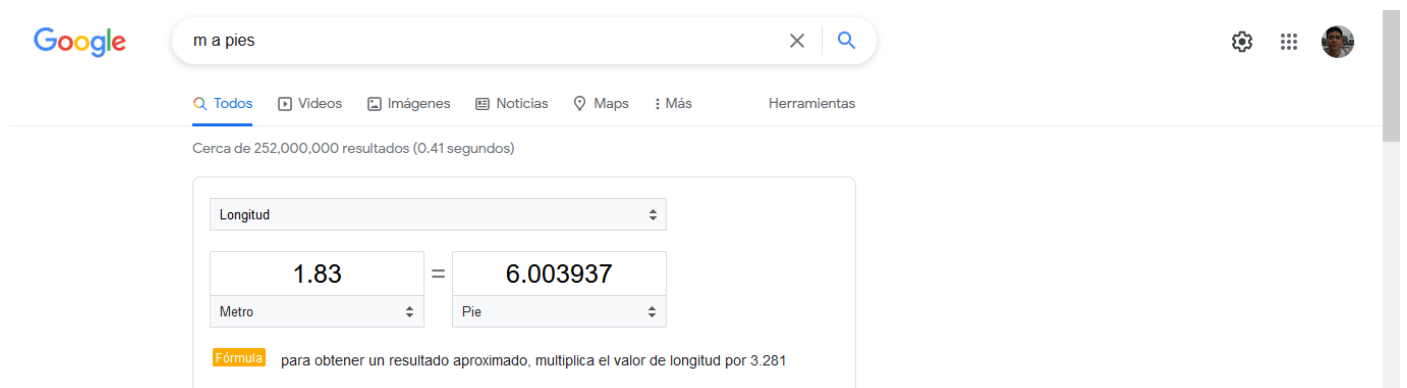 Google
m a pies
Todos Videos Imágenes Noticias Maps Más Herramientas
Cerca de 252,000,000 resultados (0.41 segundos)
Longitud
1.83 = 6.003937
Metro Pie
Fórmula para obtener un resultado aproximado, multiplica el valor de longitud por 3.281